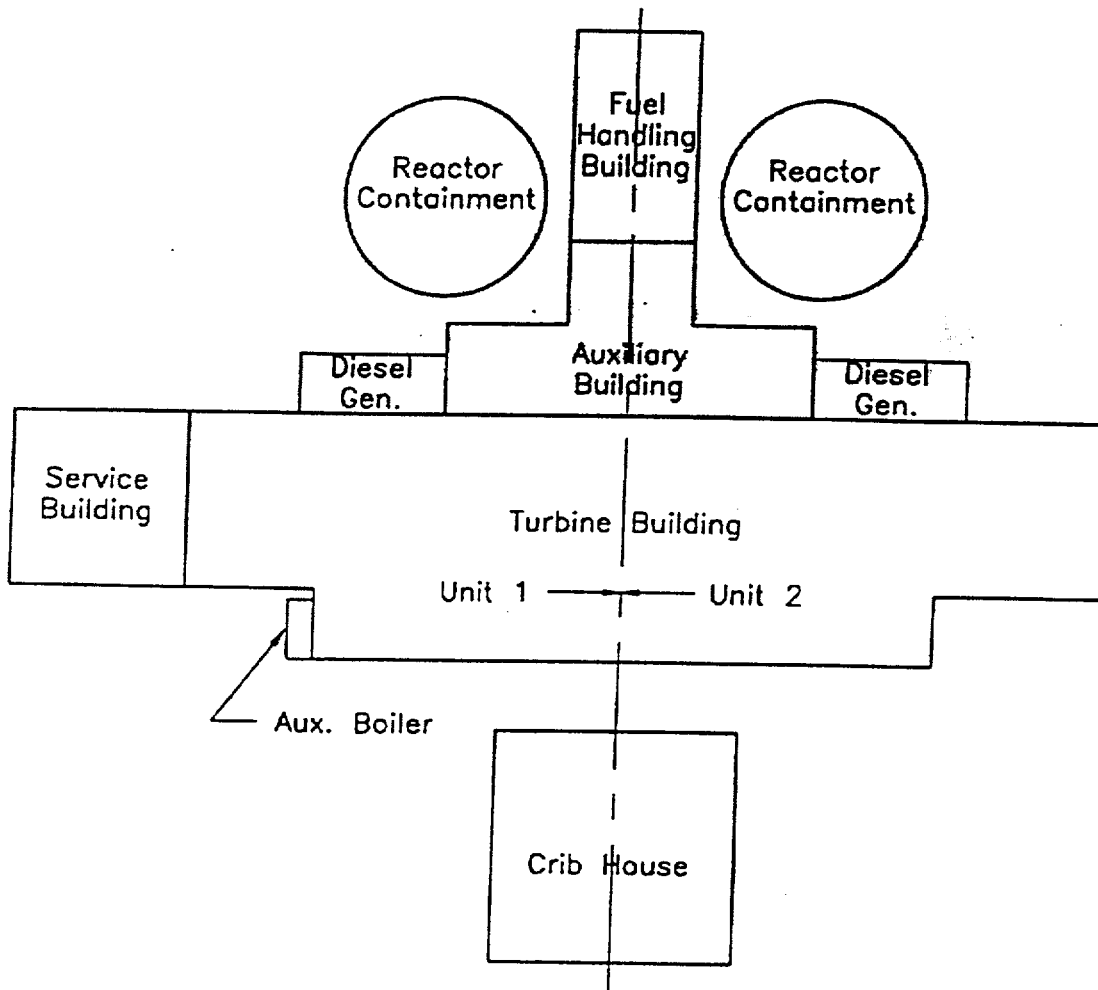 Fuel
Handling
Building
Reactor
Containment
Reactor
Containment
Diesel
Gen.
Auxiliary
Building
Diesel
Gen.
Service
Building
Turbine Building
Unit 1
Unit 2
Aux. Boiler
Crib House